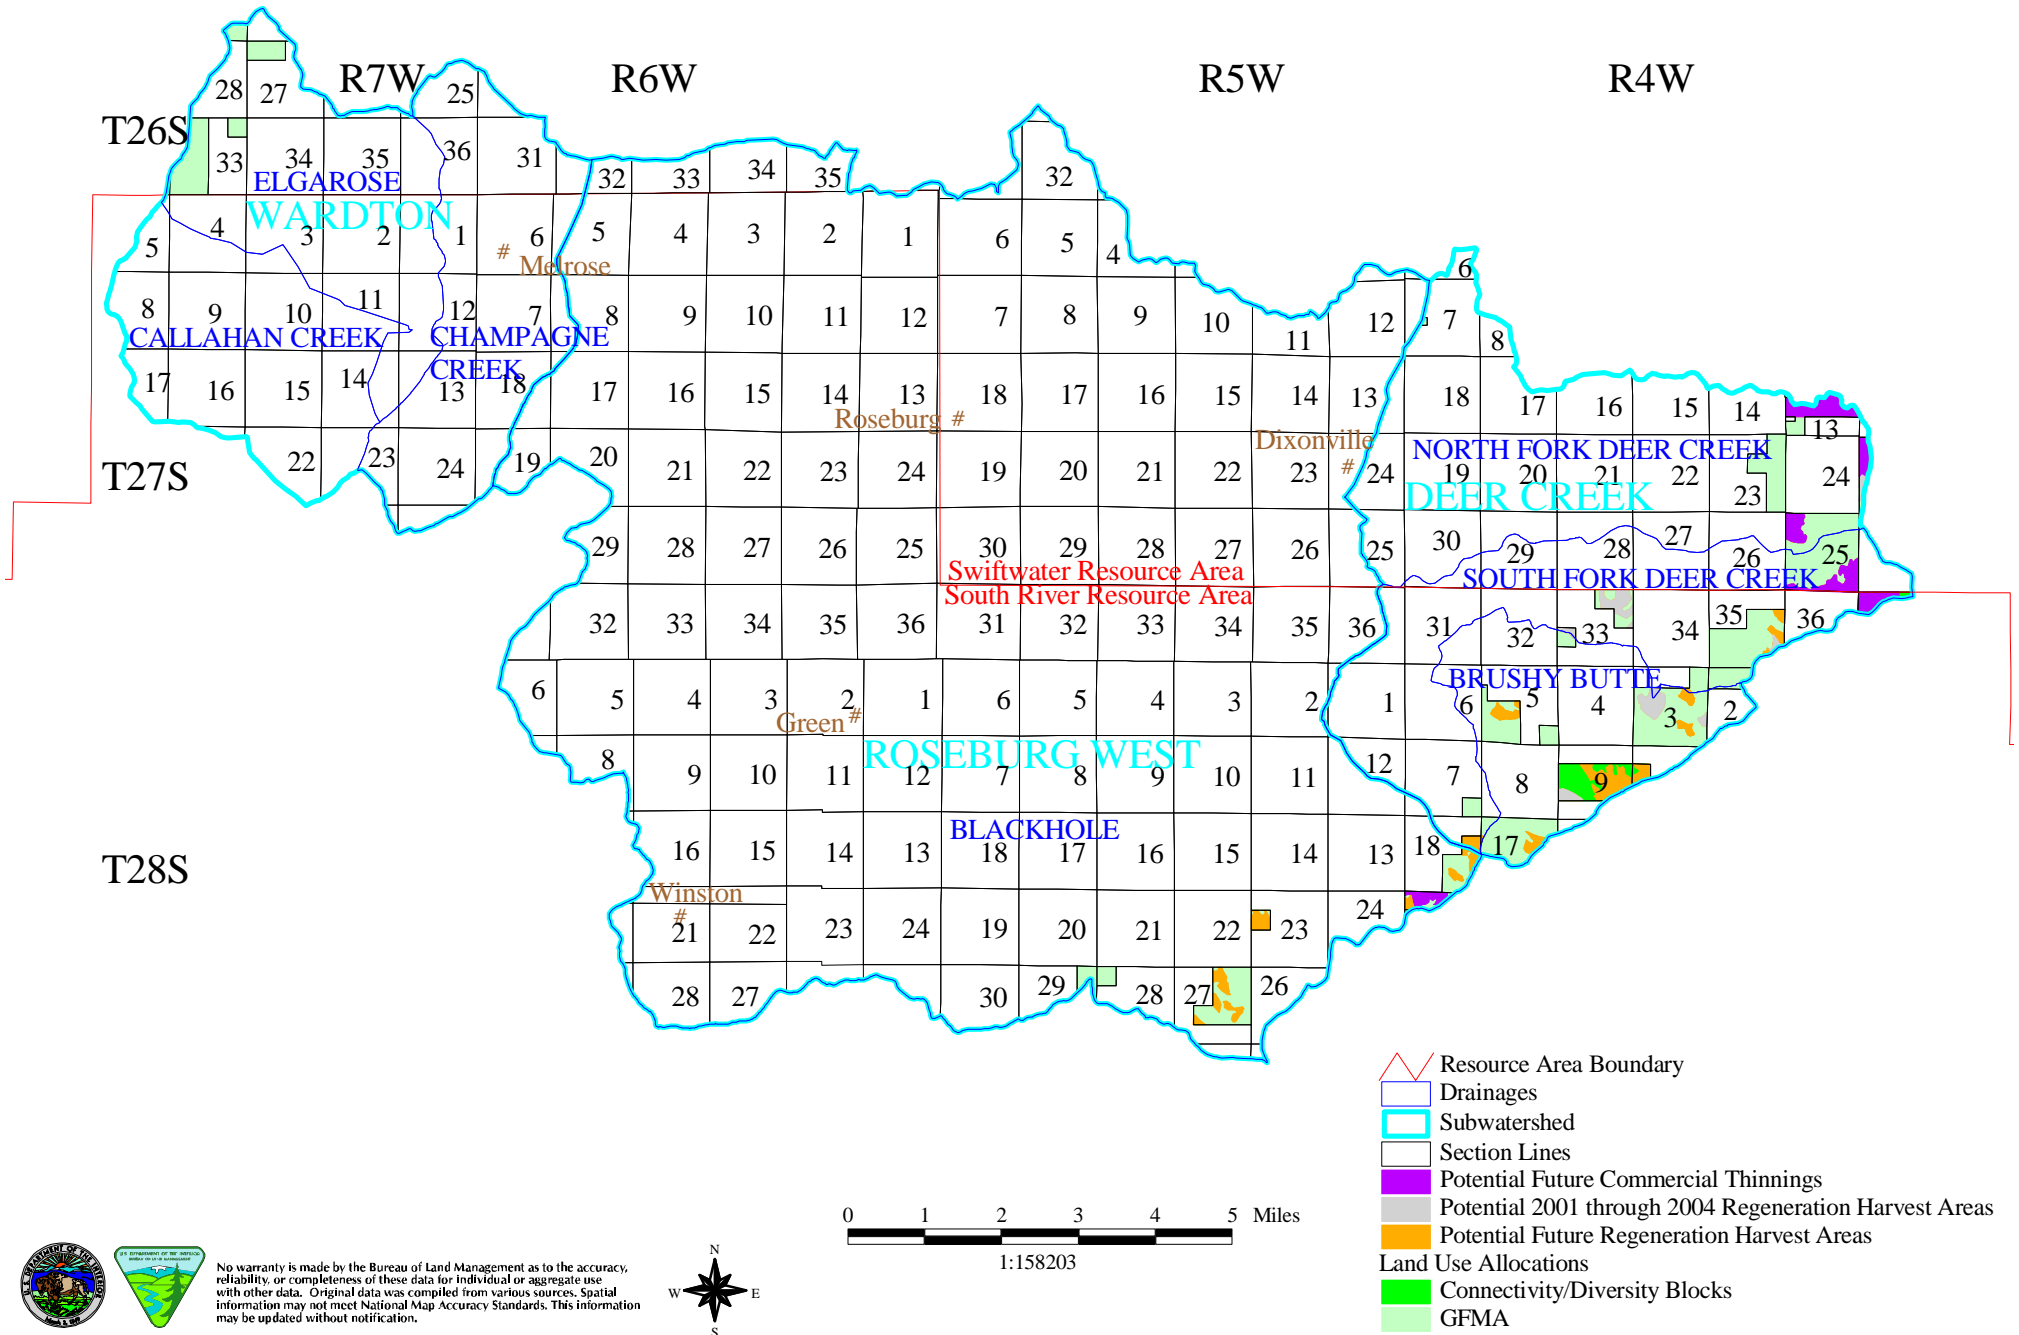 R7W R6W R5W R4W
28 27 25
T26S
33 34 35 36 31 32 33 34 35 32
ELGAROSE
WARDTON
5 4 3 2 1 6 5 4 3 2 1 6 5 4 6
# Melrose
8 9 10 11 12 7 8 9 10 11 12 7 8 9 10 11 12 7 8
CALLAHAN CREEK CHAMPAGNE
CREEK
17 16 15 14 13 18 17 16 15 14 13 18 17 16 15 14 13 18 17 16 15 14 13
Roseburg #
Dixonville
#
NORTH FORK DEER CREEK
T27S
22 23 24 19 20 21 22 23 24 19 20 21 22 23 24 19 20 21 22 23 24
DEER CREEK
29 28 27 26 25 30 29 28 27 26 25 30 29 28 27 26 25
Swiftwater Resource Area
South River Resource Area
SOUTH FORK DEER CREEK
32 33 34 35 36 31 32 33 34 35 36 31 32 33 34 35 36
BRUSHY BUTTE
6 5 4 3 2 1 6 5 4 3 2 1 6 5 4 3 2
Green #
ROSEBURG WEST
8 9 10 11 12 7 8 9 10 11 12 7 8 9
BLACKHOLE
T28S
16 15 14 13 18 17 16 15 14 13 18 17
Winston
#
21 22 23 24 19 20 21 22 23 24
28 27 30 29 28 27 26
Resource Area Boundary
Drainages
Subwatershed
Section Lines
Potential Future Commercial Thinnings
Potential 2001 through 2004 Regeneration Harvest Areas
Potential Future Regeneration Harvest Areas
Land Use Allocations
Connectivity/Diversity Blocks
GFMA
0 1 2 3 4 5 Miles
1:158203
N
W E
S
U.S. DEPARTMENT OF THE INTERIOR
March 3, 1849
U.S. DEPARTMENT OF THE INTERIOR
BUREAU OF LAND MANAGEMENT
No warranty is made by the Bureau of Land Management as to the accuracy,
reliability, or completeness of these data for individual or aggregate use
with other data. Original data was compiled from various sources. Spatial
information may not meet National Map Accuracy Standards. This information
may be updated without notification.